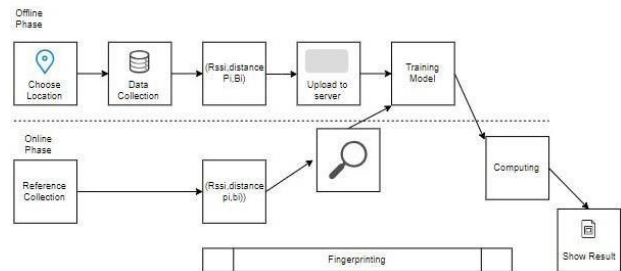 Offline
Phase
Choose
Location
Data
Collection
(Rssi,distance
Pi,Bi)
Upload to
server
Training
Model
Online
Phase
Reference
Collection
(Rssi,distance
pi,bi))
Computing
Show Result
Fingerprinting